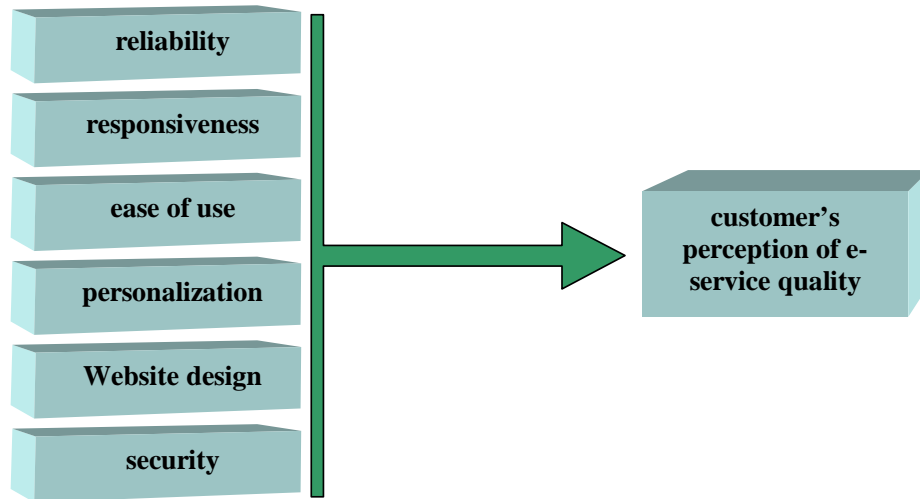 reliability
responsiveness
ease of use
personalization
Website design
security
customer’s
perception of e-
service quality